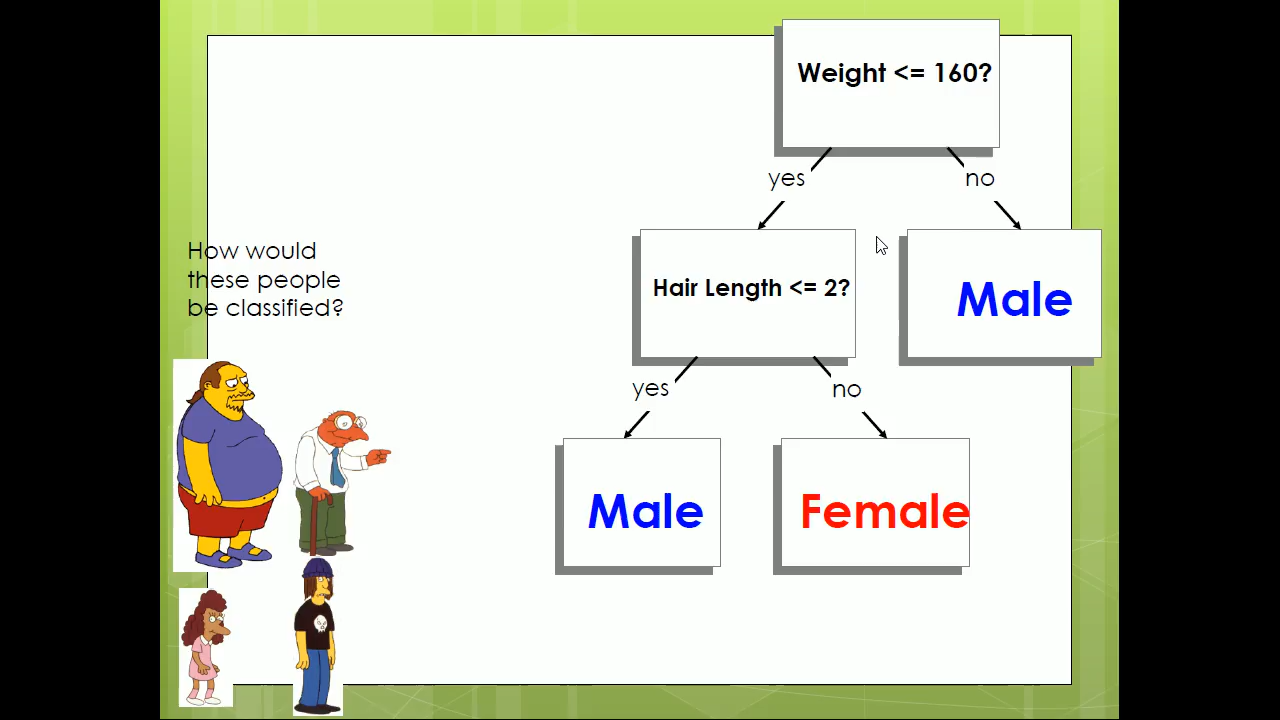 Weight <= 160?
yes
no
How would
these people
be classified?
Hair Length <= 2?
Male
yes
no
Male
Female